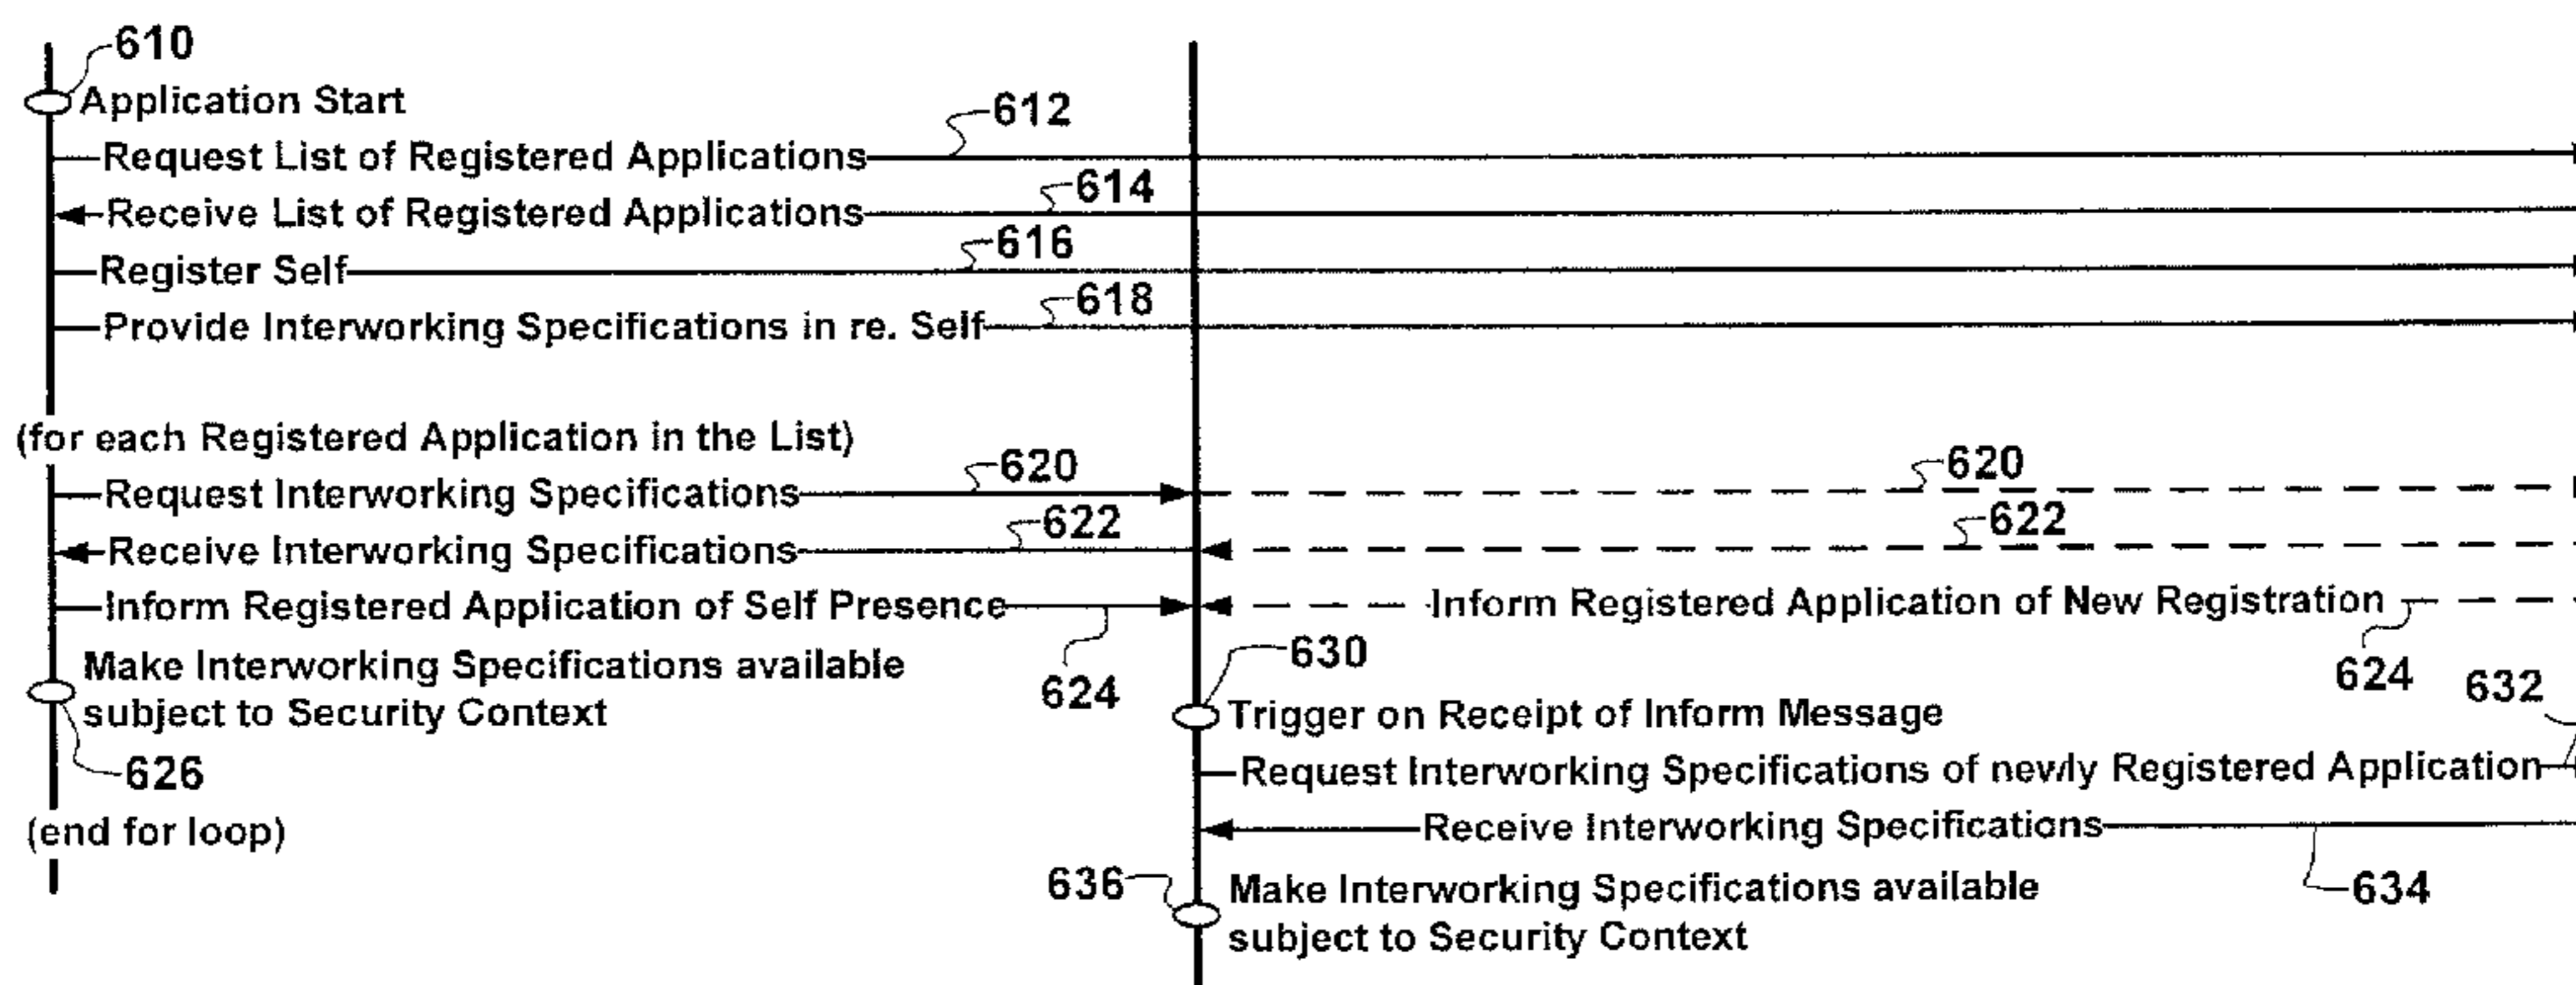 610
Application Start
612
Request List of Registered Applications
614
Receive List of Registered Applications
616
Register Self
618
Provide Interworking Specifications in re. Self
(for each Registered Application in the List)
620
620
Request Interworking Specifications
622
622
Receive Interworking Specifications
Inform Registered Application of Self Presence
Inform Registered Application of New Registration
624
624
Make Interworking Specifications available
subject to Security Context
626
(end for loop)
630
632
Trigger on Receipt of Inform Message
Request Interworking Specifications of newly Registered Application
Receive Interworking Specifications
634
636
Make Interworking Specifications available
subject to Security Context